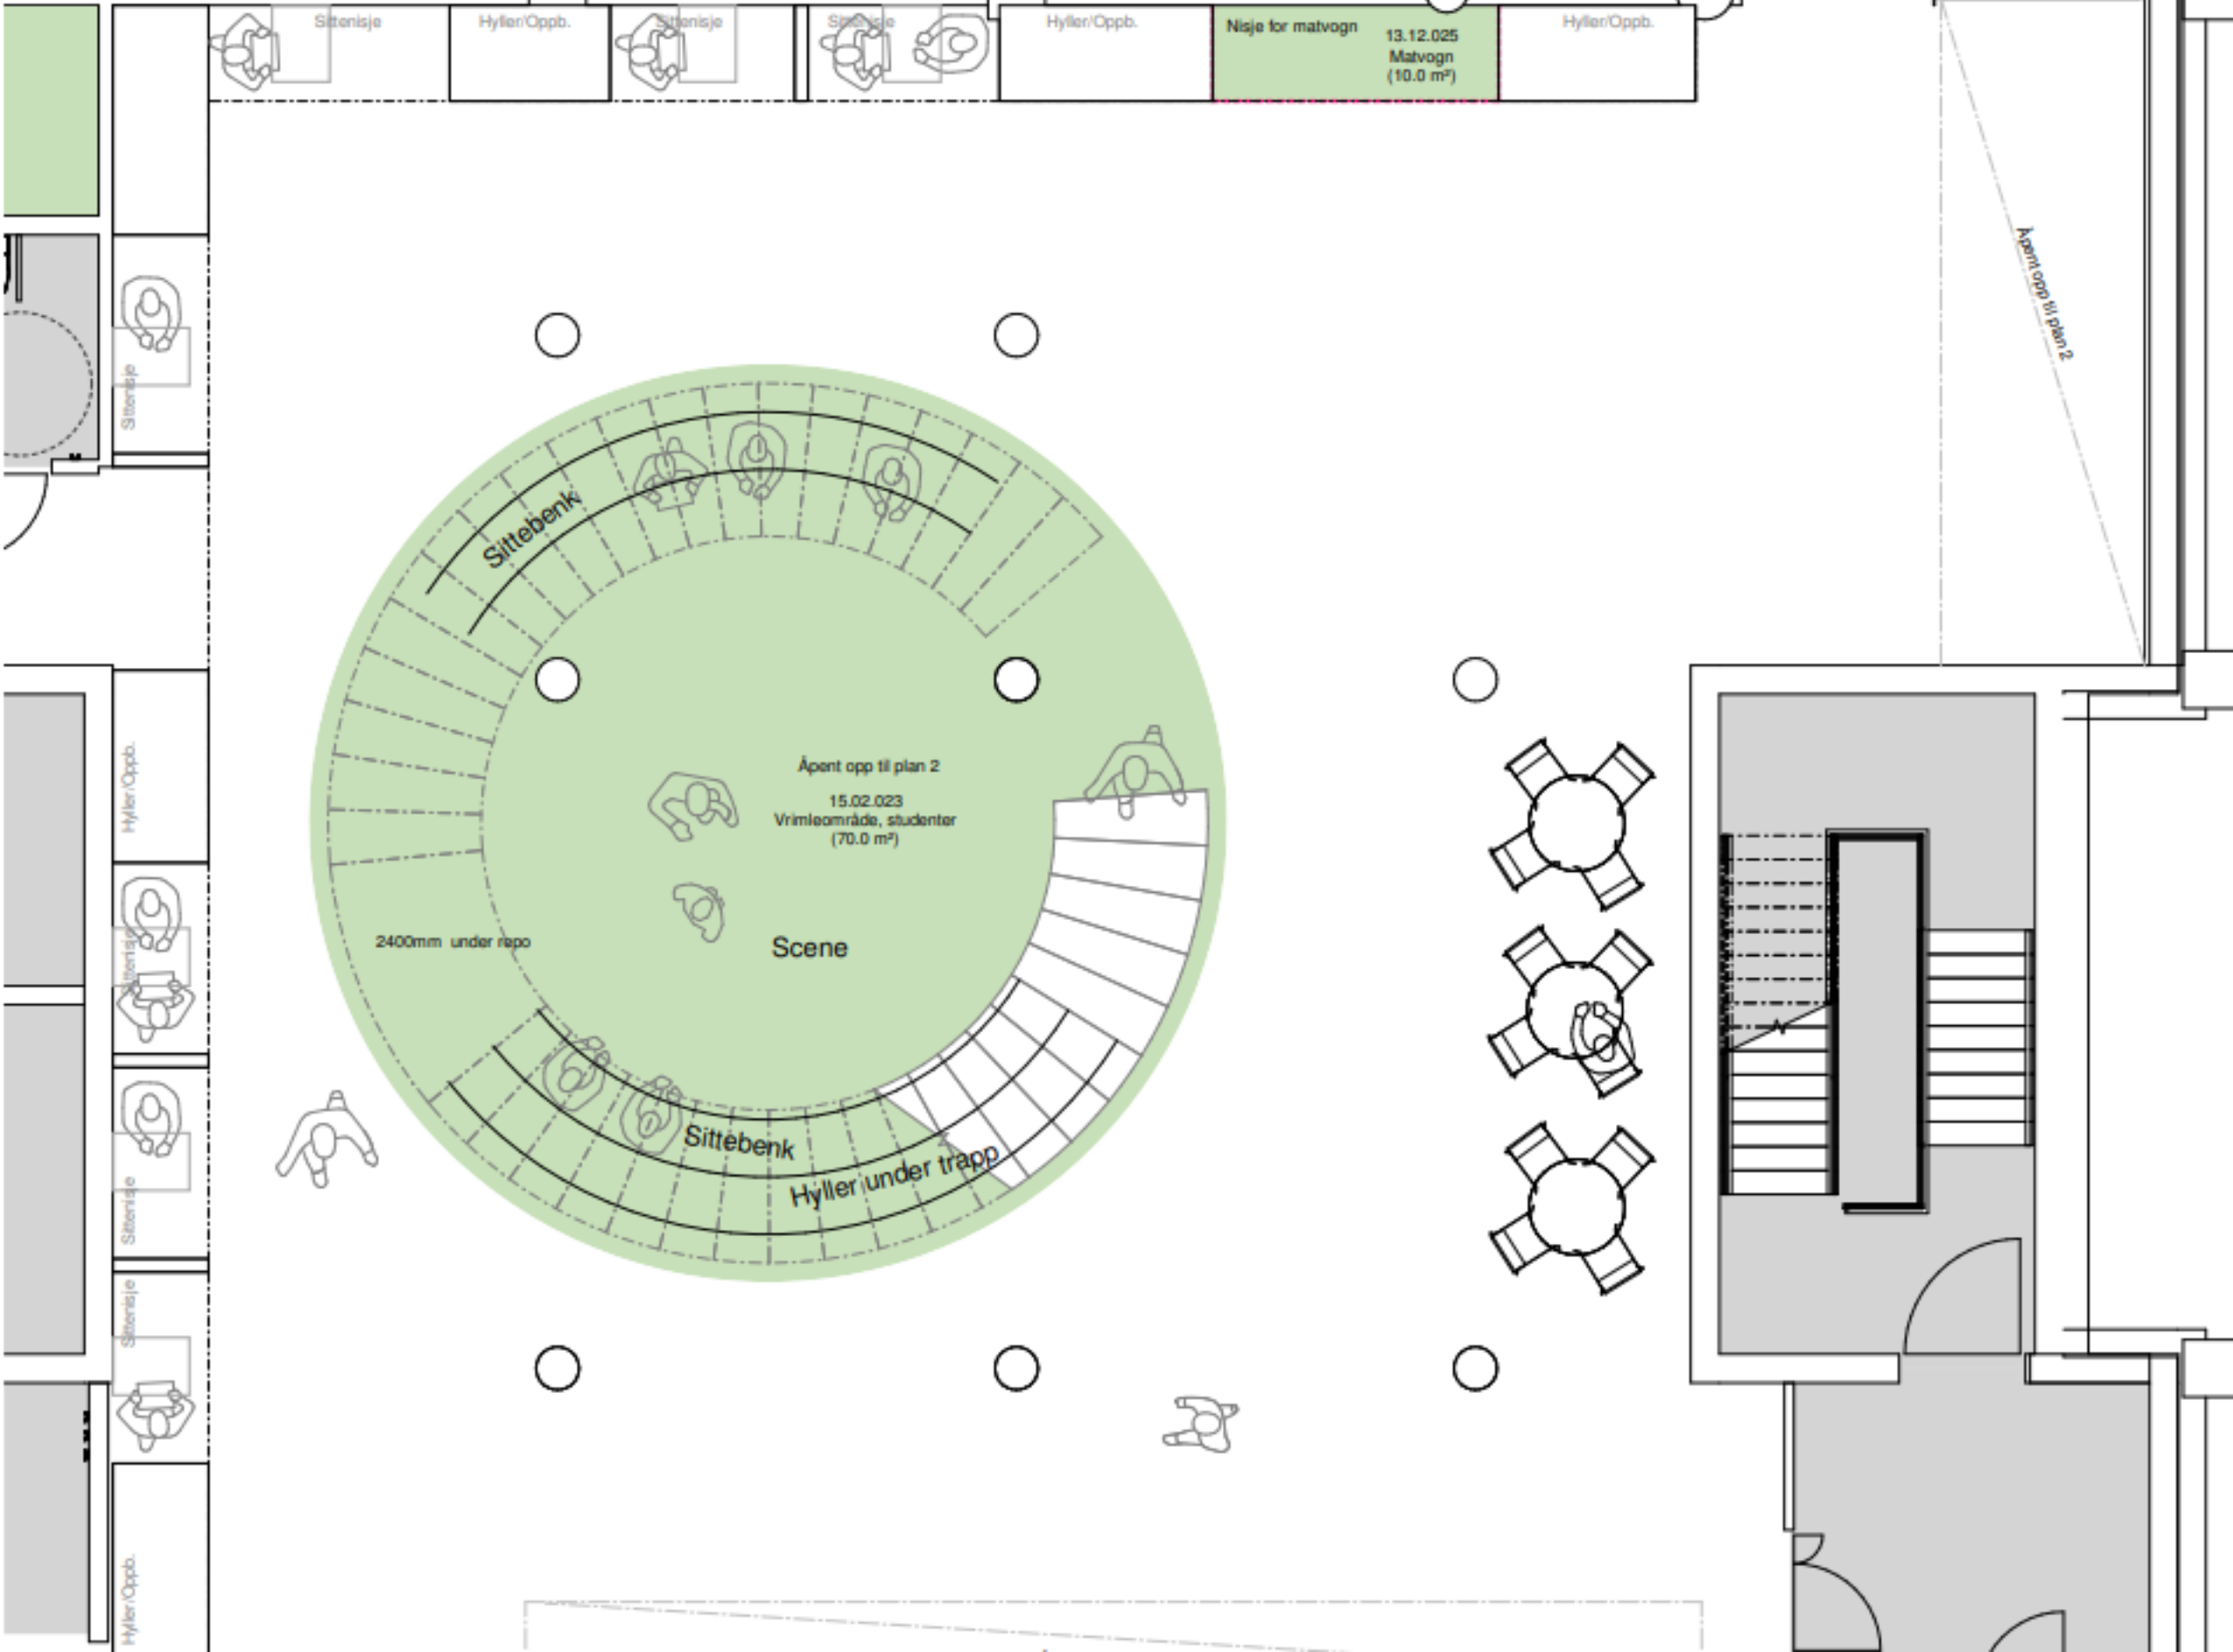 Sittenisje
Hyller/Oppb.
Sittenisje
Sittenisje
Hyller/Oppb.
Nisje for matvogn
13.12.025
Matvogn
(10.0 m²)
Hyller/Oppb.
Åpent opp til plan 2
Sittenisje
Sittebenk
Hyller/Oppb.
Åpent opp til plan 2
15.02.023
Vrimleområde, studenter
(70.0 m²)
2400mm under repo
Scene
Sittenisje
Sittebenk
Hyller under trapp
Sittenisje
Sittenisje
Hyller/Oppb.